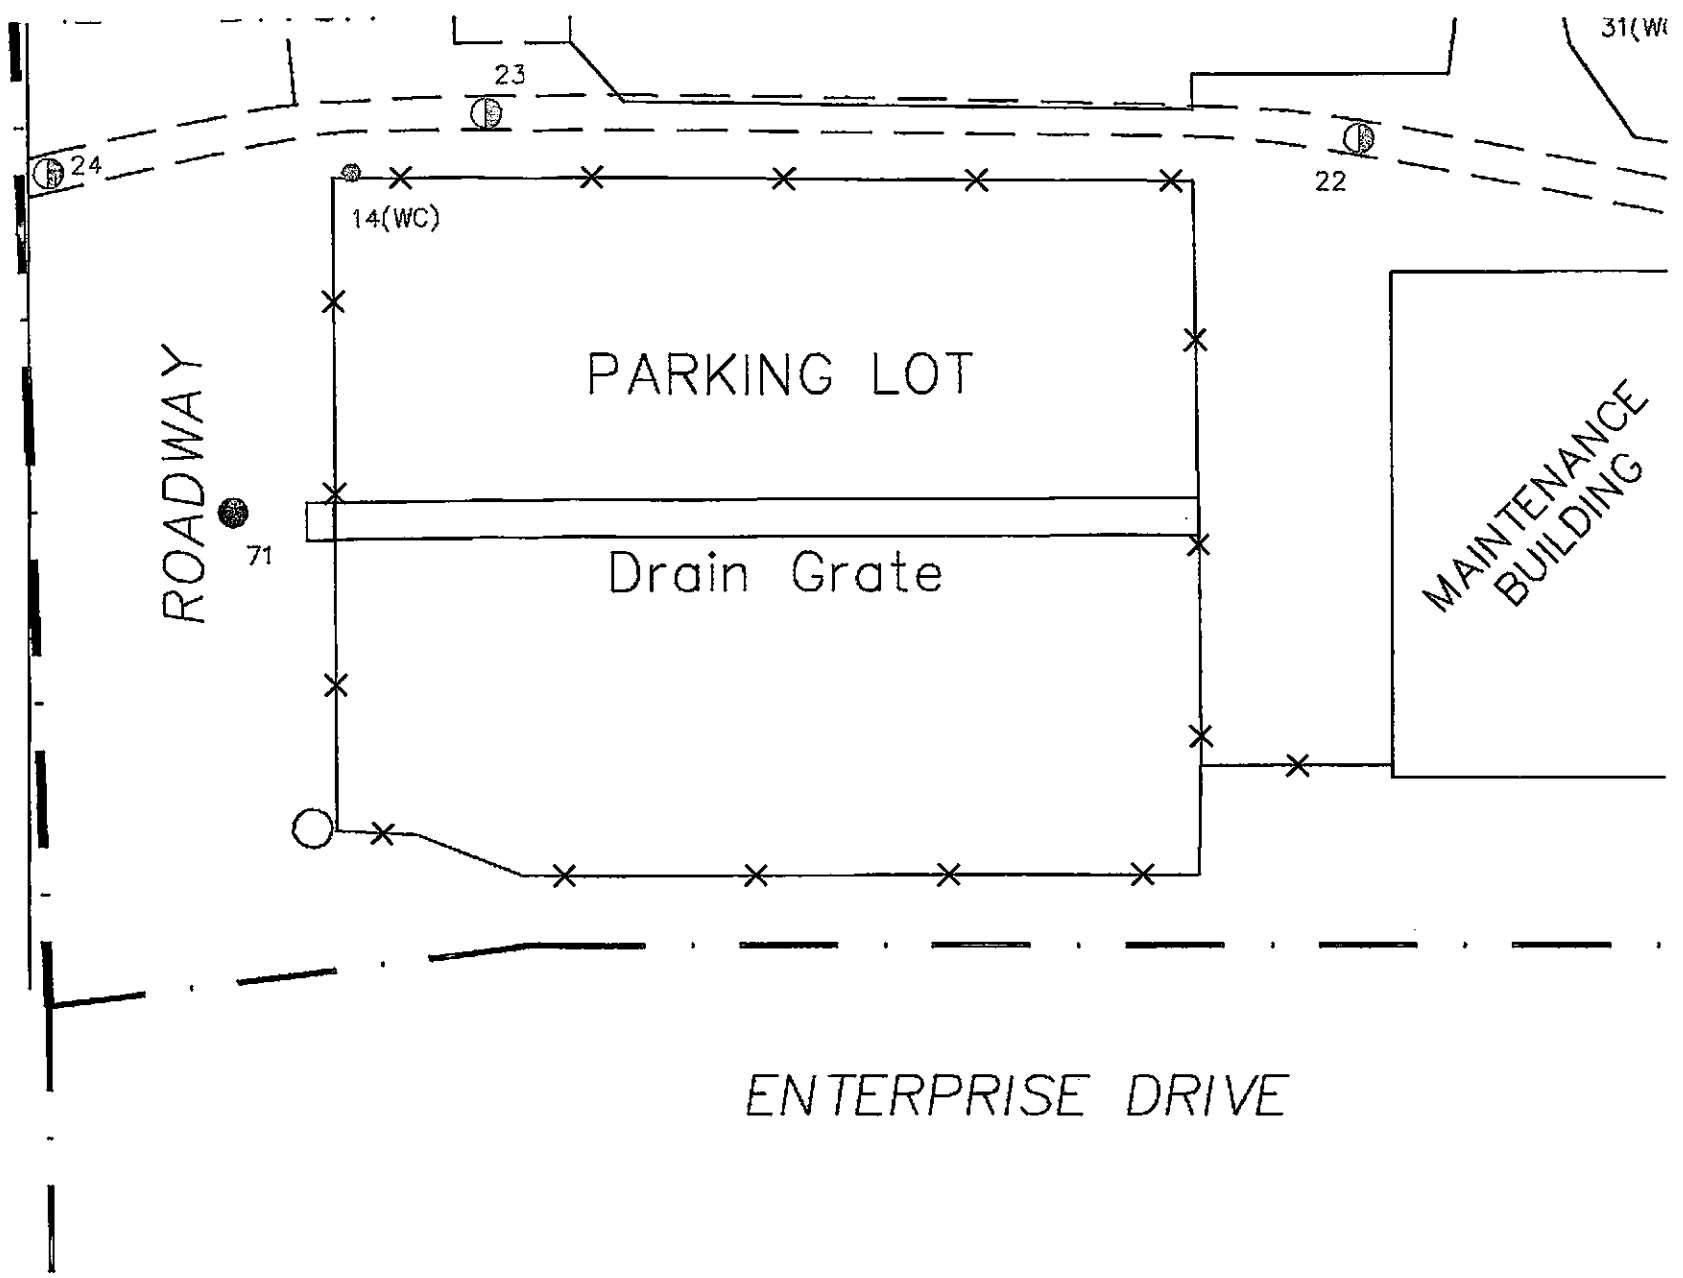 31(W
23
24
22
14(WC)
PARKING LOT
ROADWAY
MAINTENANCE
BUILDING
71
Drain Grate
ENTERPRISE DRIVE